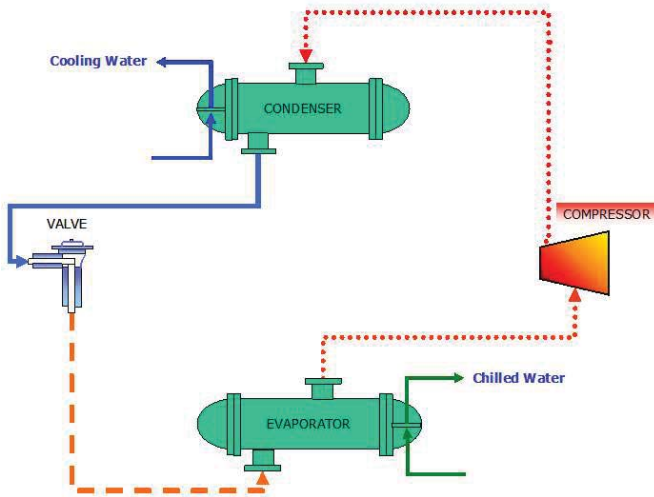 Cooling Water
CONDENSER
VALVE
COMPRESSOR
Chilled Water
EVAPORATOR